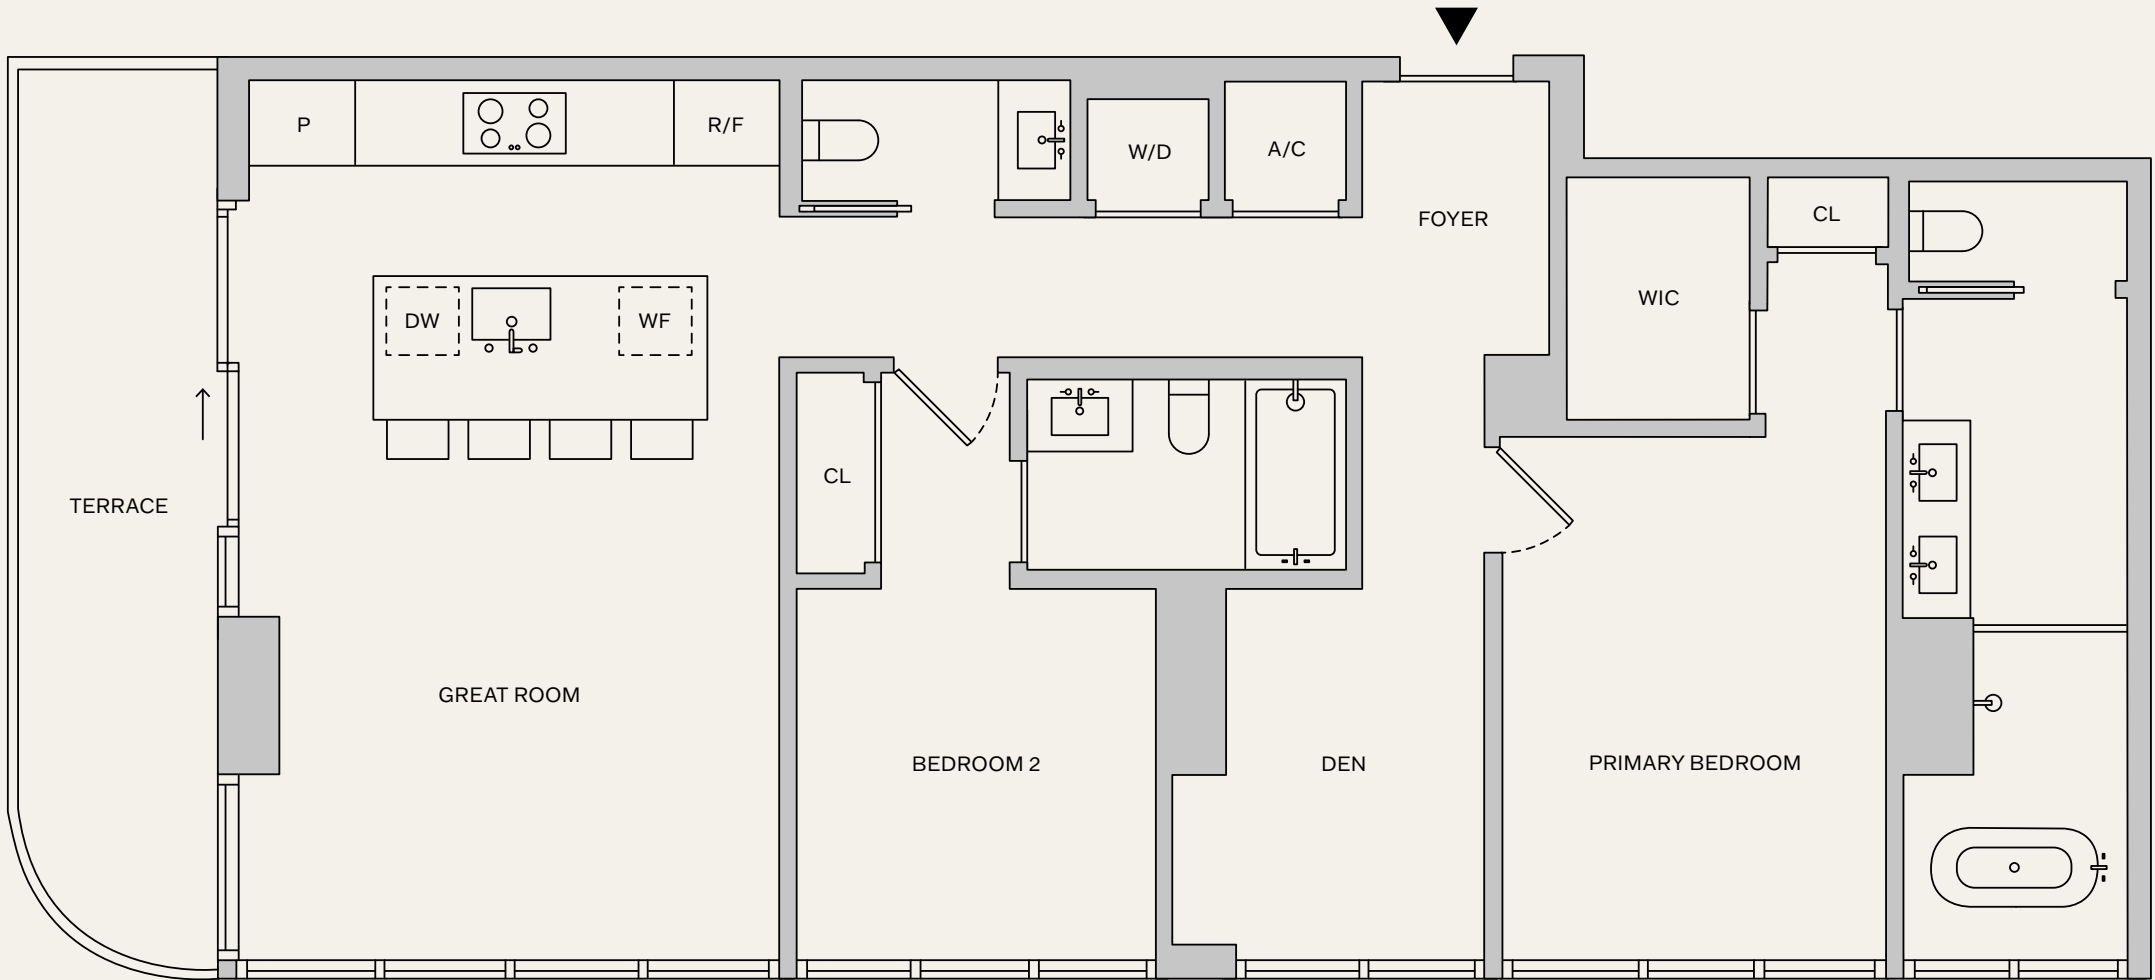 P
R/F
W/D
A/C
FOYER
CL
WIC
DW
WF
CL
TERRACE
GREAT ROOM
BEDROOM 2
DEN
PRIMARY BEDROOM